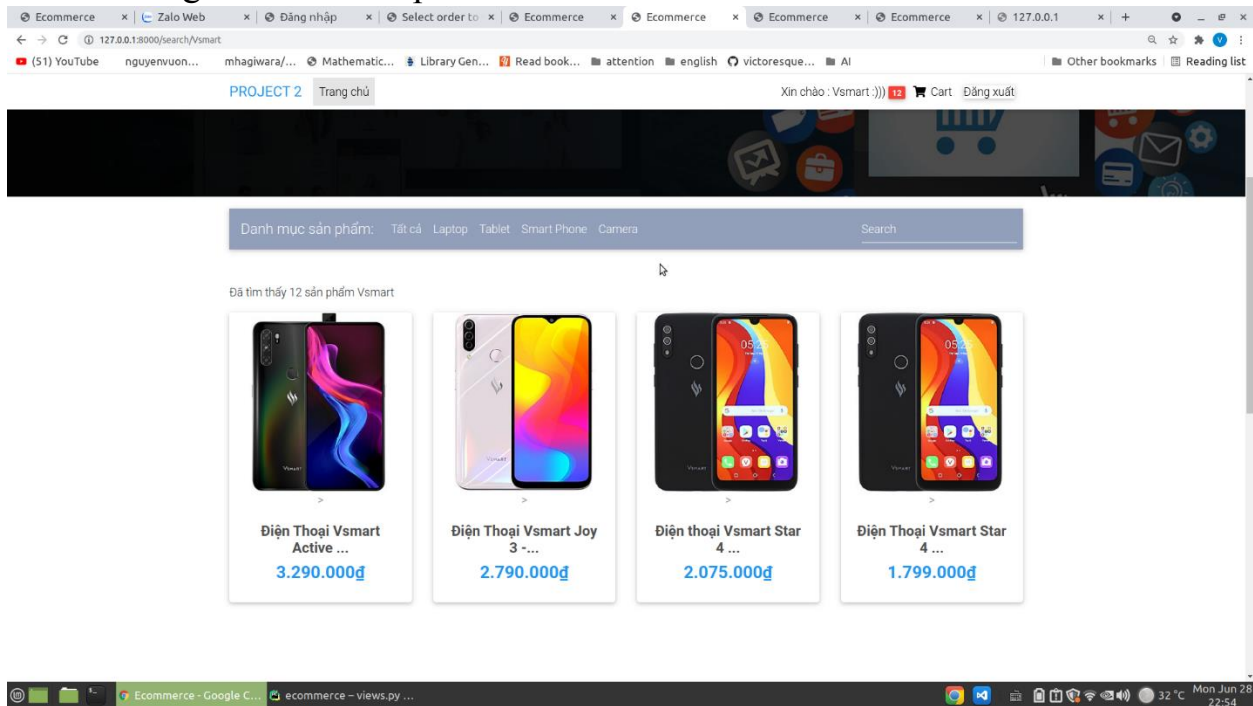 Ecommerce Zalo Web Đăng nhập Select order to Ecommerce Ecommerce Ecommerce Ecommerce 127.0.0.1
127.0.0.1:8000/search/Vsmart
(51) YouTube nguyenvuon... mhagiwara/... Mathematic... Library Gen... Read book... attention english victoresque... AI Other bookmarks Reading list
PROJECT 2 Trang chủ Xin chào : Vsmart :))) 12 Cart Đăng xuất
Danh mục sản phẩm: Tất cả Laptop Tablet Smart Phone Camera Search
Đã tìm thấy 12 sản phẩm Vsmart
05:25 05:25
> > > >
Điện Thoại Vsmart Active ... Điện Thoại Vsmart Joy 3 -... Điện thoại Vsmart Star 4 ... Điện Thoại Vsmart Star 4 ...
3.290.000₫ 2.790.000₫ 2.075.000₫ 1.799.000₫
Ecommerce - Google C... ecommerce – views.py ... 32 °C Mon Jun 28
22:54